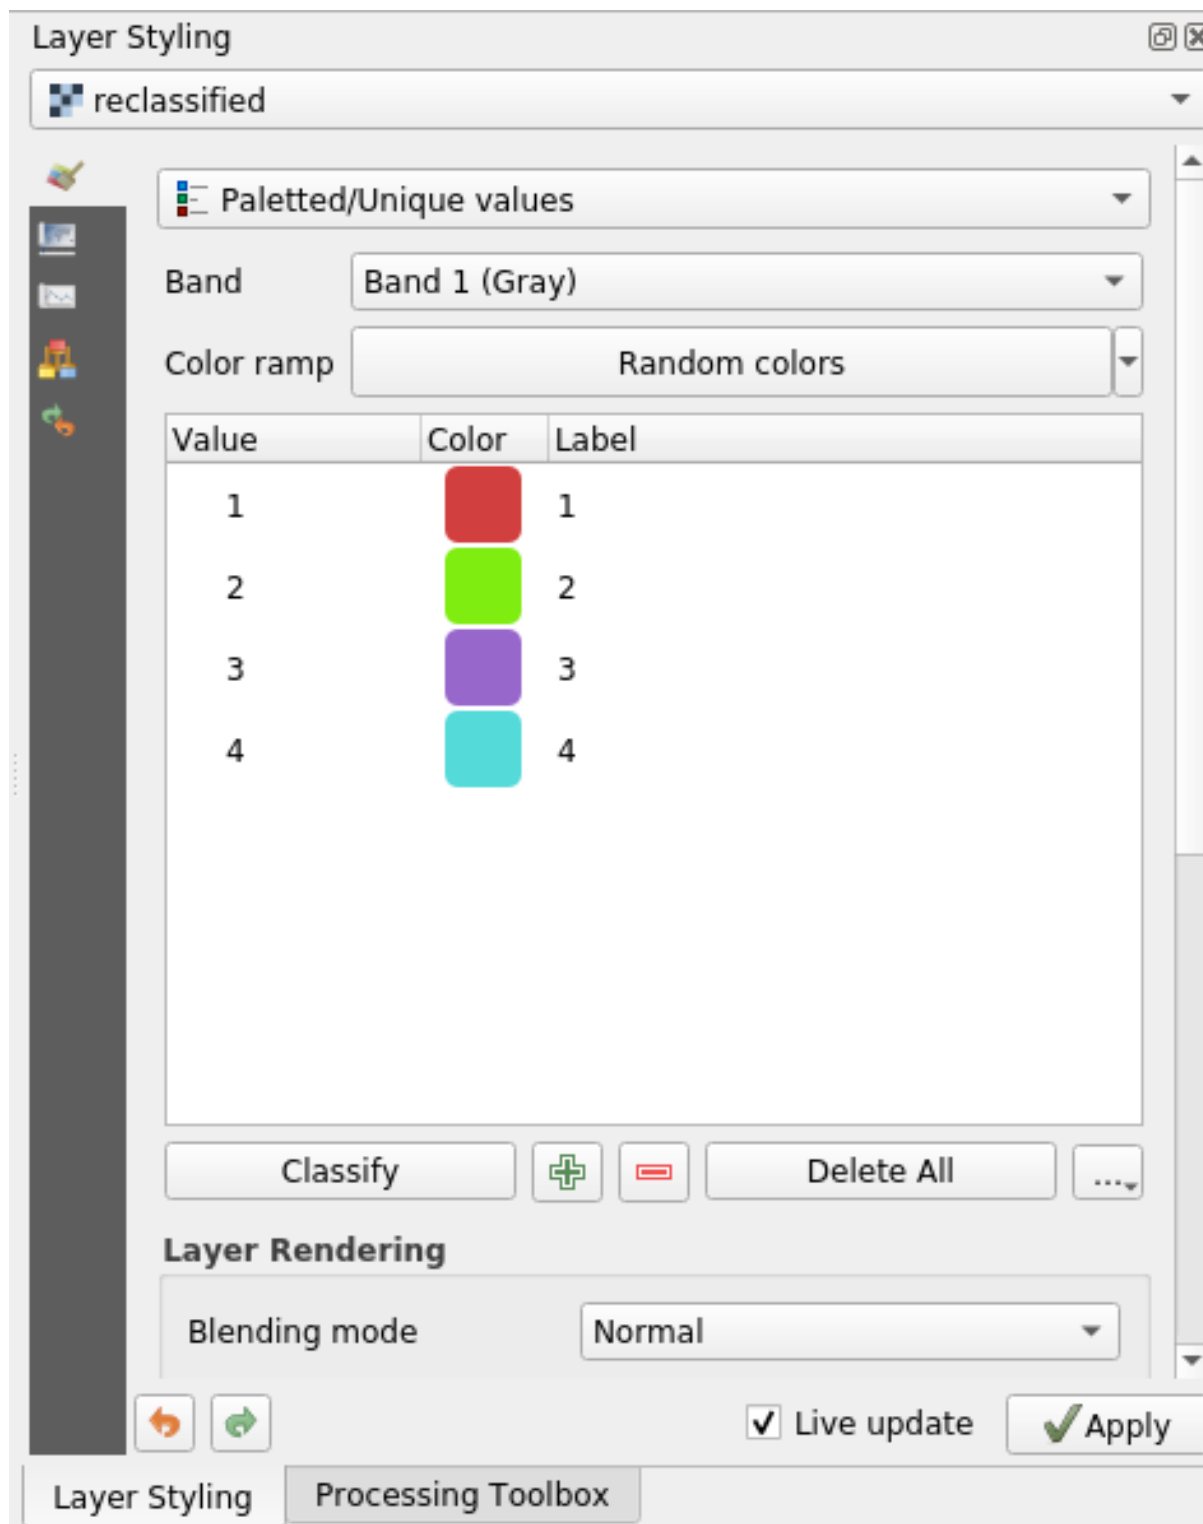 Layer Styling
reclassified
Paletted/Unique values
Band Band 1 (Gray)
Color ramp Random colors
Value Color Label
1 1
2 2
3 3
4 4
Classify Delete All ...
Layer Rendering
Blending mode Normal
Live update Apply
Layer Styling Processing Toolbox